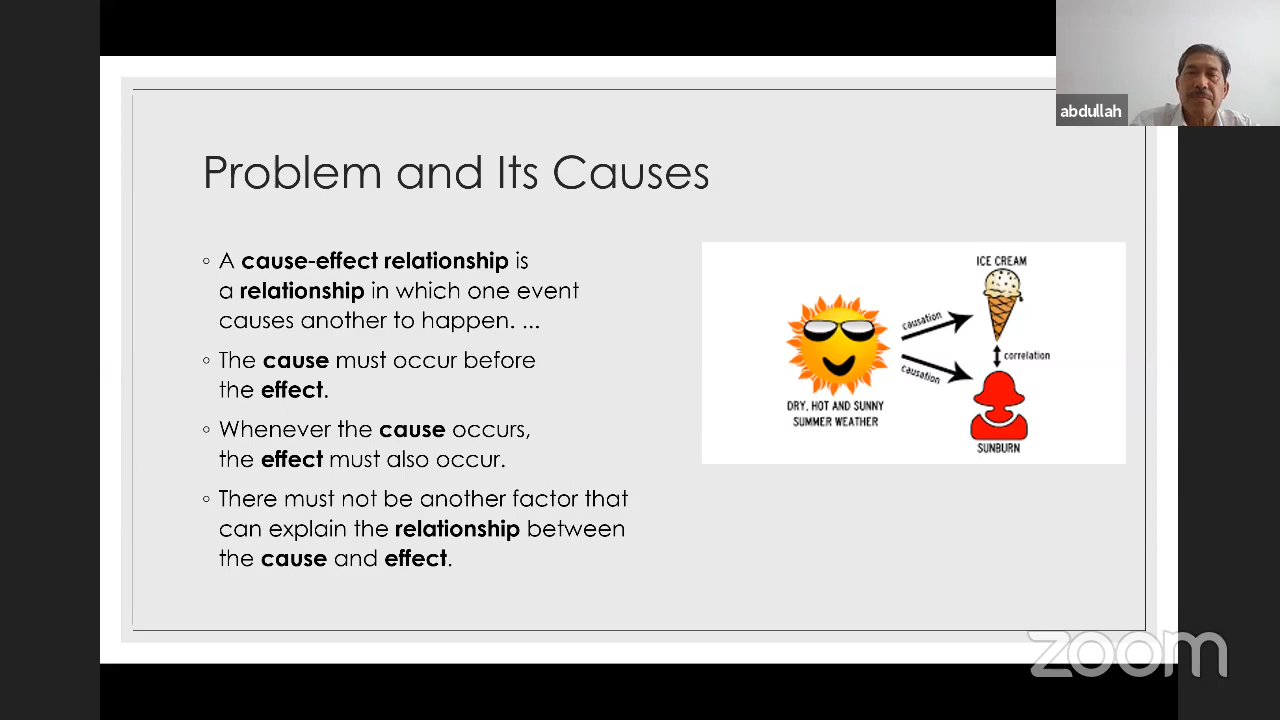 abdullah
Problem and Its Causes
◦ A cause-effect relationship is
a relationship in which one event
causes another to happen. ...
◦ The cause must occur before
the effect.
◦ Whenever the cause occurs,
the effect must also occur.
◦ There must not be another factor that
can explain the relationship between
the cause and effect.
ICE CREAM
causation
correlation
causation
DRY, HOT AND SUNNY
SUMMER WEATHER
SUNBURN
zoom